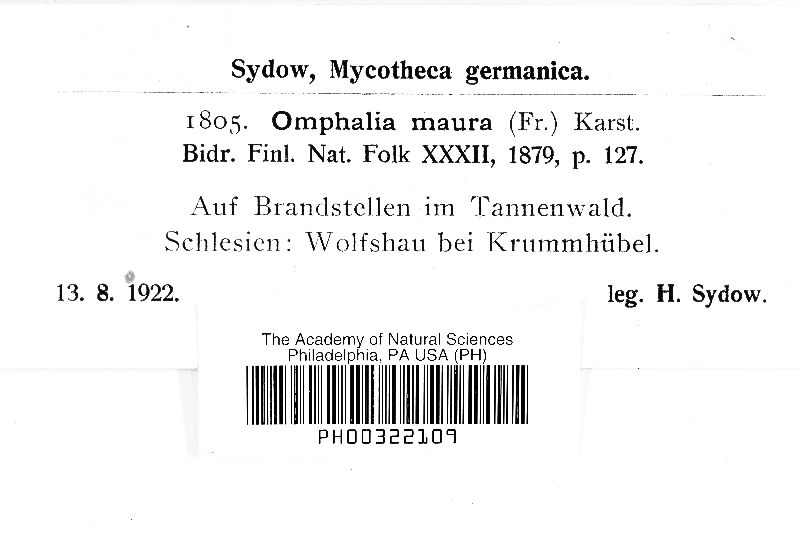 Sydow, Mycotheca germanica.
1805. Omphalia maura (Fr.) Karst.
Bidr. Finl. Nat. Folk XXXII, 1879, p. 127.
Auf Brandstellen im Tannenwald.
Schlesien: Wolfshau bei Krummhübel.
13. 8. 1922. leg. H. Sydow.
The Academy of Natural Sciences
Philadelphia, PA USA (PH)
PH00322109